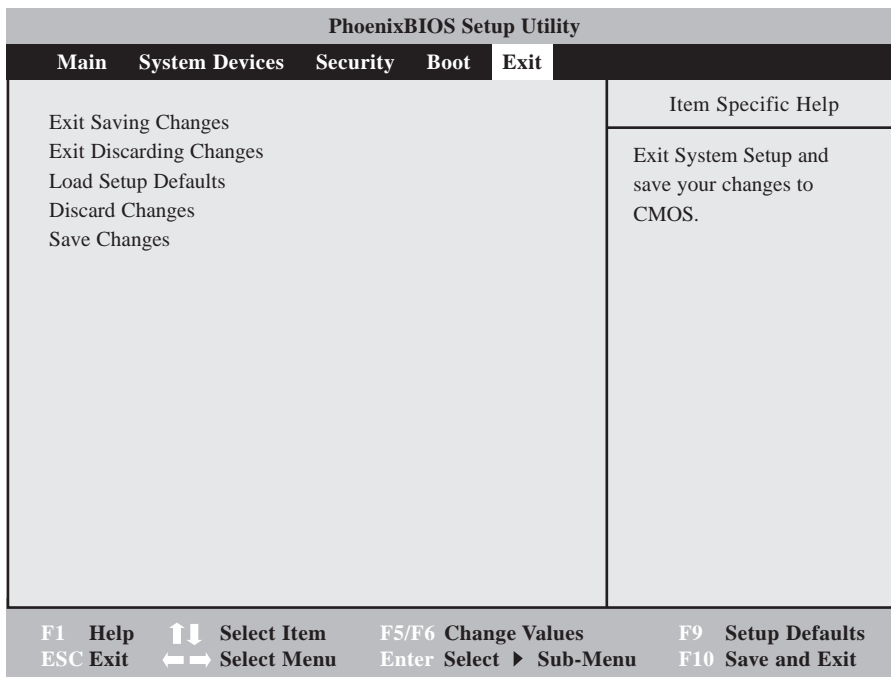 PhoenixBIOS Setup Utility
Main System Devices Security Boot Exit
Exit Saving Changes
Exit Discarding Changes
Load Setup Defaults
Discard Changes
Save Changes
Item Specific Help
Exit System Setup and
save your changes to
CMOS.
F1 Help Select Item F5/F6 Change Values F9 Setup Defaults
ESC Exit Select Menu Enter Select Sub-Menu F10 Save and Exit